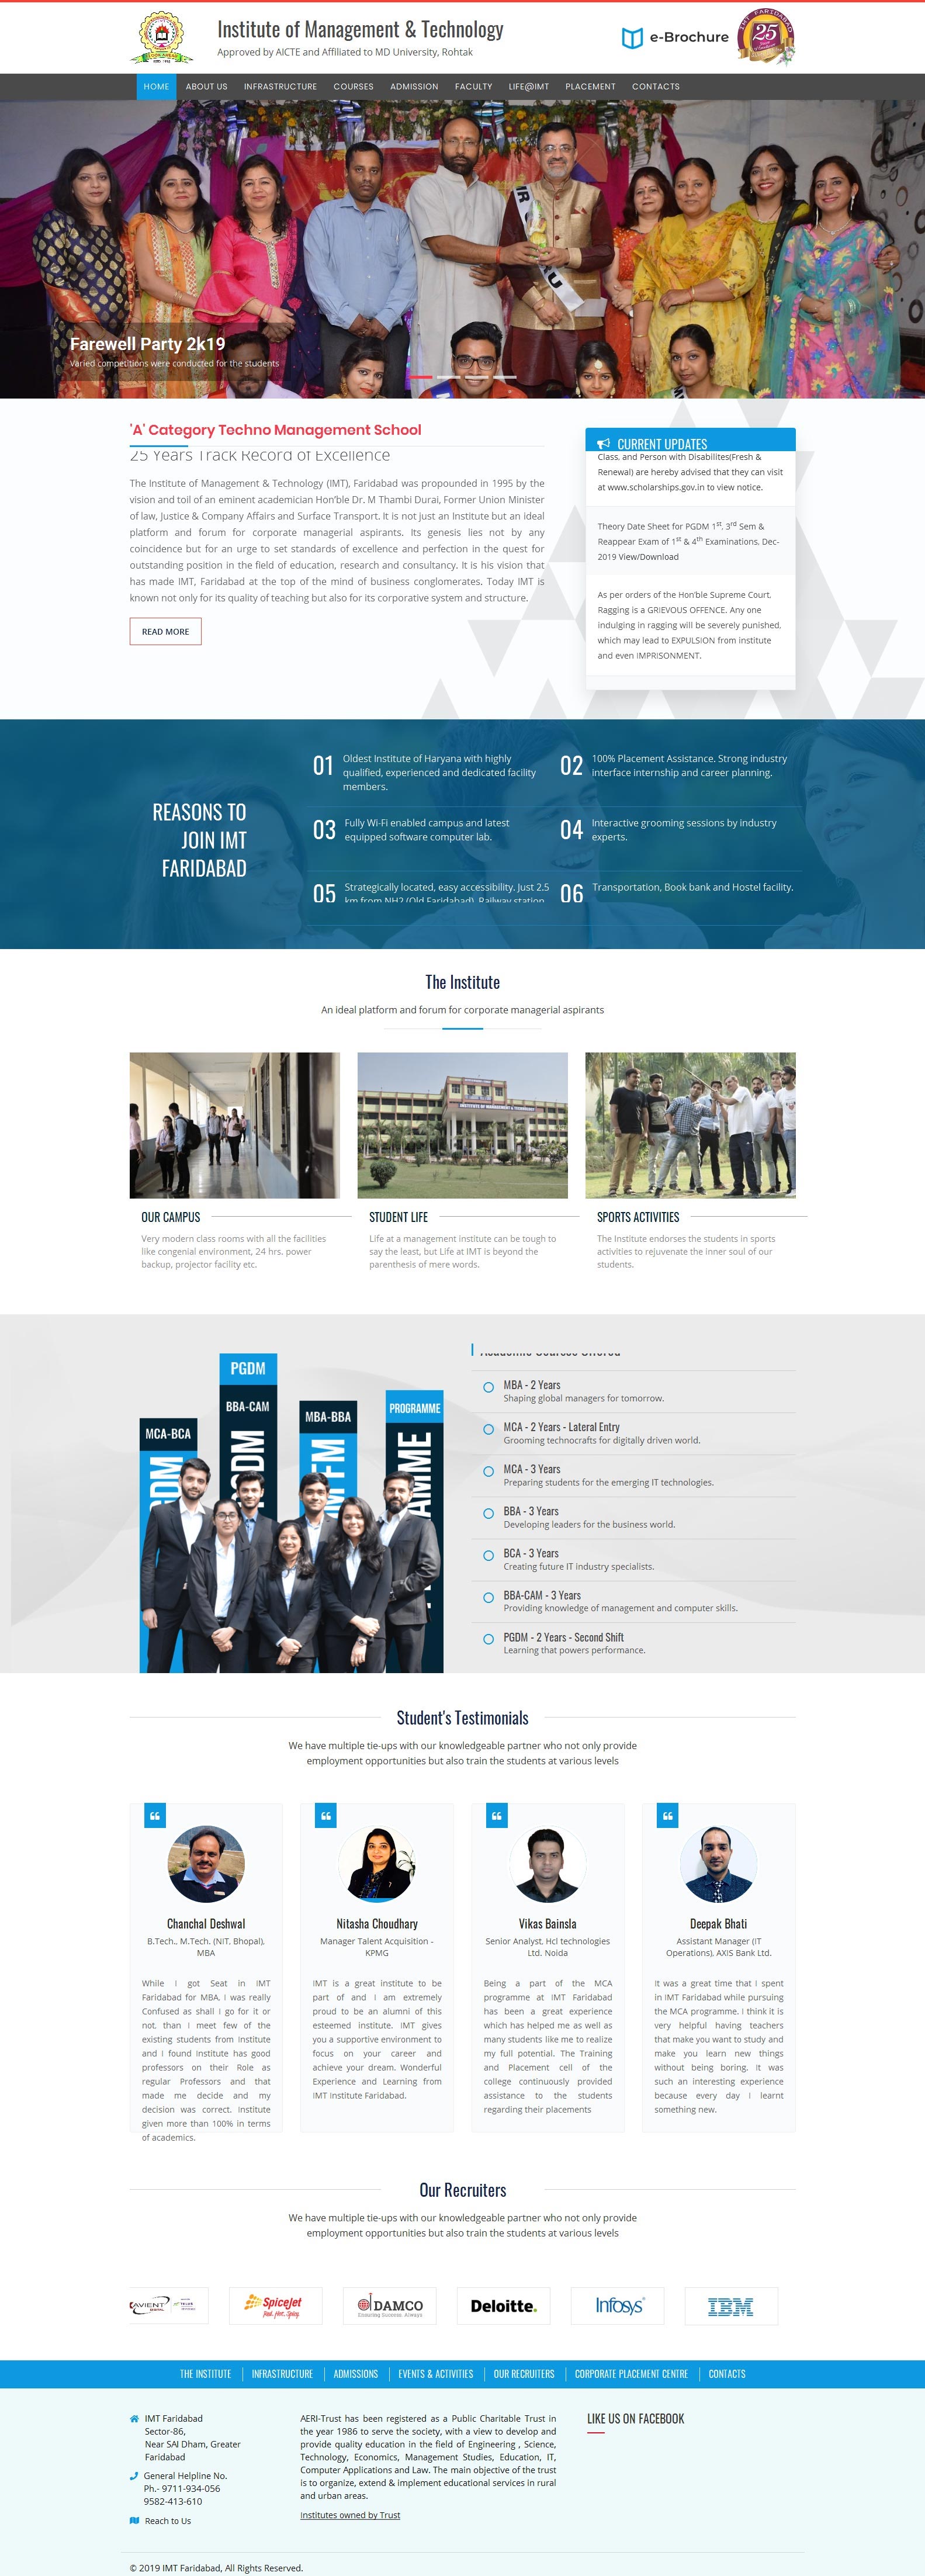 Institute of Management & Technology
Approved by AICTE and Affiliated to MD University, Rohtak
e-Brochure
25
HOME ABOUT US INFRASTRUCTURE COURSES ADMISSION FACULTY LIFE@IMT PLACEMENT CONTACTS
Farewell Party 2k19
Varied competitions were conducted for the students
'A' Category Techno Management School
25 Years Track Record of Excellence
The Institute of Management & Technology (IMT), Faridabad was propounded in 1995 by the
vision and toil of an eminent academician Hon'ble Dr. M Thambi Durai, Former Union Minister
of law, Justice & Company Affairs and Surface Transport. It is not just an Institute but an ideal
platform and forum for corporate managerial aspirants. Its genesis lies not by any
coincidence but for an urge to set standards of excellence and perfection in the quest for
outstanding position in the field of education, research and consultancy. It is his vision that
has made IMT, Faridabad at the top of the mind of business conglomerates. Today IMT is
known not only for its quality of teaching but also for its corporative system and structure.
READ MORE
CURRENT UPDATES
Class, and Person with Disabilites(Fresh &
Renewal) are hereby advised that they can visit
at www.scholarships.gov.in to view notice.
Theory Date Sheet for PGDM 1st, 3rd Sem &
Reappear Exam of 1st & 4th Examinations, Dec-
2019 View/Download
As per orders of the Hon'ble Supreme Court,
Ragging is a GRIEVOUS OFFENCE. Any one
indulging in ragging will be severely punished,
which may lead to EXPULSION from institute
and even IMPRISONMENT.
REASONS TO
JOIN IMT
FARIDABAD
01 Oldest Institute of Haryana with highly
qualified, experienced and dedicated facility
members.
02 100% Placement Assistance. Strong industry
interface internship and career planning.
03 Fully Wi-Fi enabled campus and latest
equipped software computer lab.
04 Interactive grooming sessions by industry
experts.
05 Strategically located, easy accessibility. Just 2.5
km from NH2 (Old Faridabad). Railway station
06 Transportation, Book bank and Hostel facility.
The Institute
An ideal platform and forum for corporate managerial aspirants
INSTITUTE OF MANAGEMENT & TECHNOLOGY
OUR CAMPUS
Very modern class rooms with all the facilities
like congenial environment, 24 hrs. power
backup, projector facility etc.
STUDENT LIFE
Life at a management institute can be tough to
say the least, but Life at IMT is beyond the
parenthesis of mere words.
SPORTS ACTIVITIES
The Institute endorses the students in sports
activities to rejuvenate the inner soul of our
students.
PGDM
BBA-CAM
MBA-BBA
PROGRAMME
MCA-BCA
Academic Courses Offered
MBA - 2 Years
Shaping global managers for tomorrow.
MCA - 2 Years - Lateral Entry
Grooming technocrafts for digitally driven world.
MCA - 3 Years
Preparing students for the emerging IT technologies.
BBA - 3 Years
Developing leaders for the business world.
BCA - 3 Years
Creating future IT industry specialists.
BBA-CAM - 3 Years
Providing knowledge of management and computer skills.
PGDM - 2 Years - Second Shift
Learning that powers performance.
Student's Testimonials
We have multiple tie-ups with our knowledgeable partner who not only provide
employment opportunities but also train the students at various levels
Chanchal Deshwal
B.Tech., M.Tech. (NIT, Bhopal),
MBA
While I got Seat in IMT
Faridabad for MBA, I was really
Confused as shall I go for it or
not, than I meet few of the
existing students from Institute
and I found Institute has good
professors on their Role as
regular Professors and that
made me decide and my
decision was correct. Institute
given more than 100% in terms
of academics.
Nitasha Choudhary
Manager Talent Acquisition -
KPMG
IMT is a great institute to be
part of and I am extremely
proud to be an alumni of this
esteemed institute. IMT gives
you a supportive environment to
focus on your career and
achieve your dream. Wonderful
Experience and Learning from
IMT Institute Faridabad.
Vikas Bainsla
Senior Analyst, Hcl technologies
Ltd. Noida
Being a part of the MCA
programme at IMT Faridabad
has been a great experience
which has helped me as well as
many students like me to realize
my full potential. The Training
and Placement cell of the
college continuously provided
assistance to the students
regarding their placements
Deepak Bhati
Assistant Manager (IT
Operations), AXIS Bank Ltd.
It was a great time that I spent
in IMT Faridabad while pursuing
the MCA programme. I think it is
very helpful having teachers
that make you want to study and
make you learn new things
without being boring. It was
such an interesting experience
because every day I learnt
something new.
Our Recruiters
We have multiple tie-ups with our knowledgeable partner who not only provide
employment opportunities but also train the students at various levels
SpiceJet
Red. Hot. Spicy.
DAMCO
Ensuring Success. Always
Deloitte.
Infosys
IBM
THE INSTITUTE INFRASTRUCTURE ADMISSIONS EVENTS & ACTIVITIES OUR RECRUITERS CORPORATE PLACEMENT CENTRE CONTACTS
IMT Faridabad
Sector-86,
Near SAI Dham, Greater
Faridabad
General Helpline No.
Ph.- 9711-934-056
9582-413-610
Reach to Us
AERI-Trust has been registered as a Public Charitable Trust in
the year 1986 to serve the society, with a view to develop and
provide quality education in the field of Engineering , Science,
Technology, Economics, Management Studies, Education, IT,
Computer Applications and Law. The main objective of the trust
is to organize, extend & implement educational services in rural
and urban areas.
Institutes owned by Trust
LIKE US ON FACEBOOK
© 2019 IMT Faridabad, All Rights Reserved.